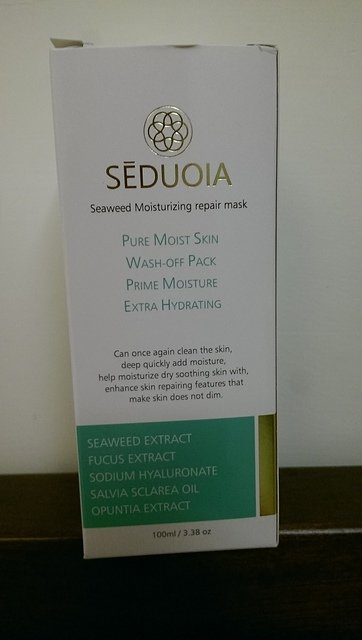 SĒDUOIA
Seaweed Moisturizing repair mask
PURE MOIST SKIN
WASH-OFF PACK
PRIME MOISTURE
EXTRA HYDRATING
Can once again clean the skin,
deep quickly add moisture,
help moisturize dry soothing skin with,
enhance skin repairing features that
make skin does not dim.
SEAWEED EXTRACT
FUCUS EXTRACT
SODIUM HYALURONATE
SALVIA SCLAREA OIL
OPUNTIA EXTRACT
100ml / 3.38 oz